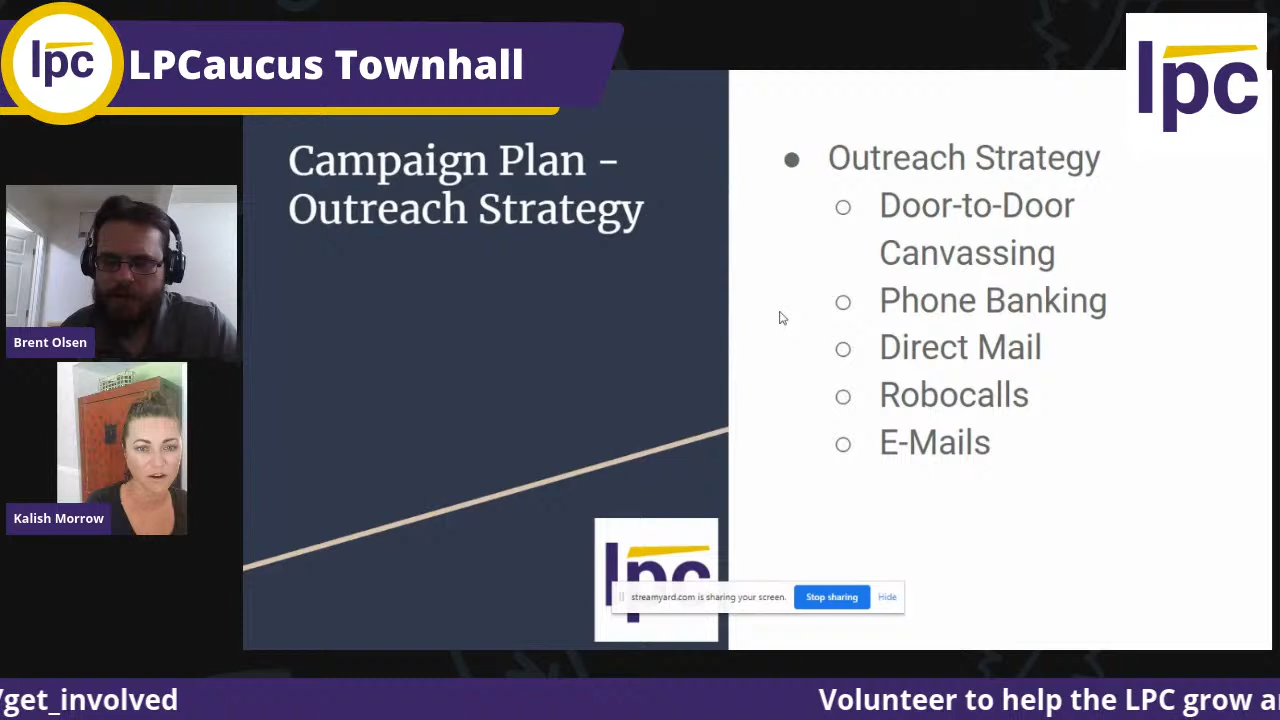 lpc
LPCaucus Townhall
lpc
Campaign Plan -
Outreach Strategy
● Outreach Strategy
○ Door-to-Door
Canvassing
○ Phone Banking
○ Direct Mail
○ Robocalls
○ E-Mails
Brent Olsen
Kalish Morrow
lpc
streamyard.com is sharing your screen.
Stop sharing
Hide
/get_involved
Volunteer to help the LPC grow